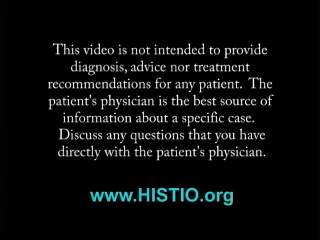 This video is not intended to provide
diagnosis, advice nor treatment
recommendations for any patient.  The
patient's physician is the best source of
information about a specific case.
Discuss any questions that you have
directly with the patient's physician.
www.HISTIO.org